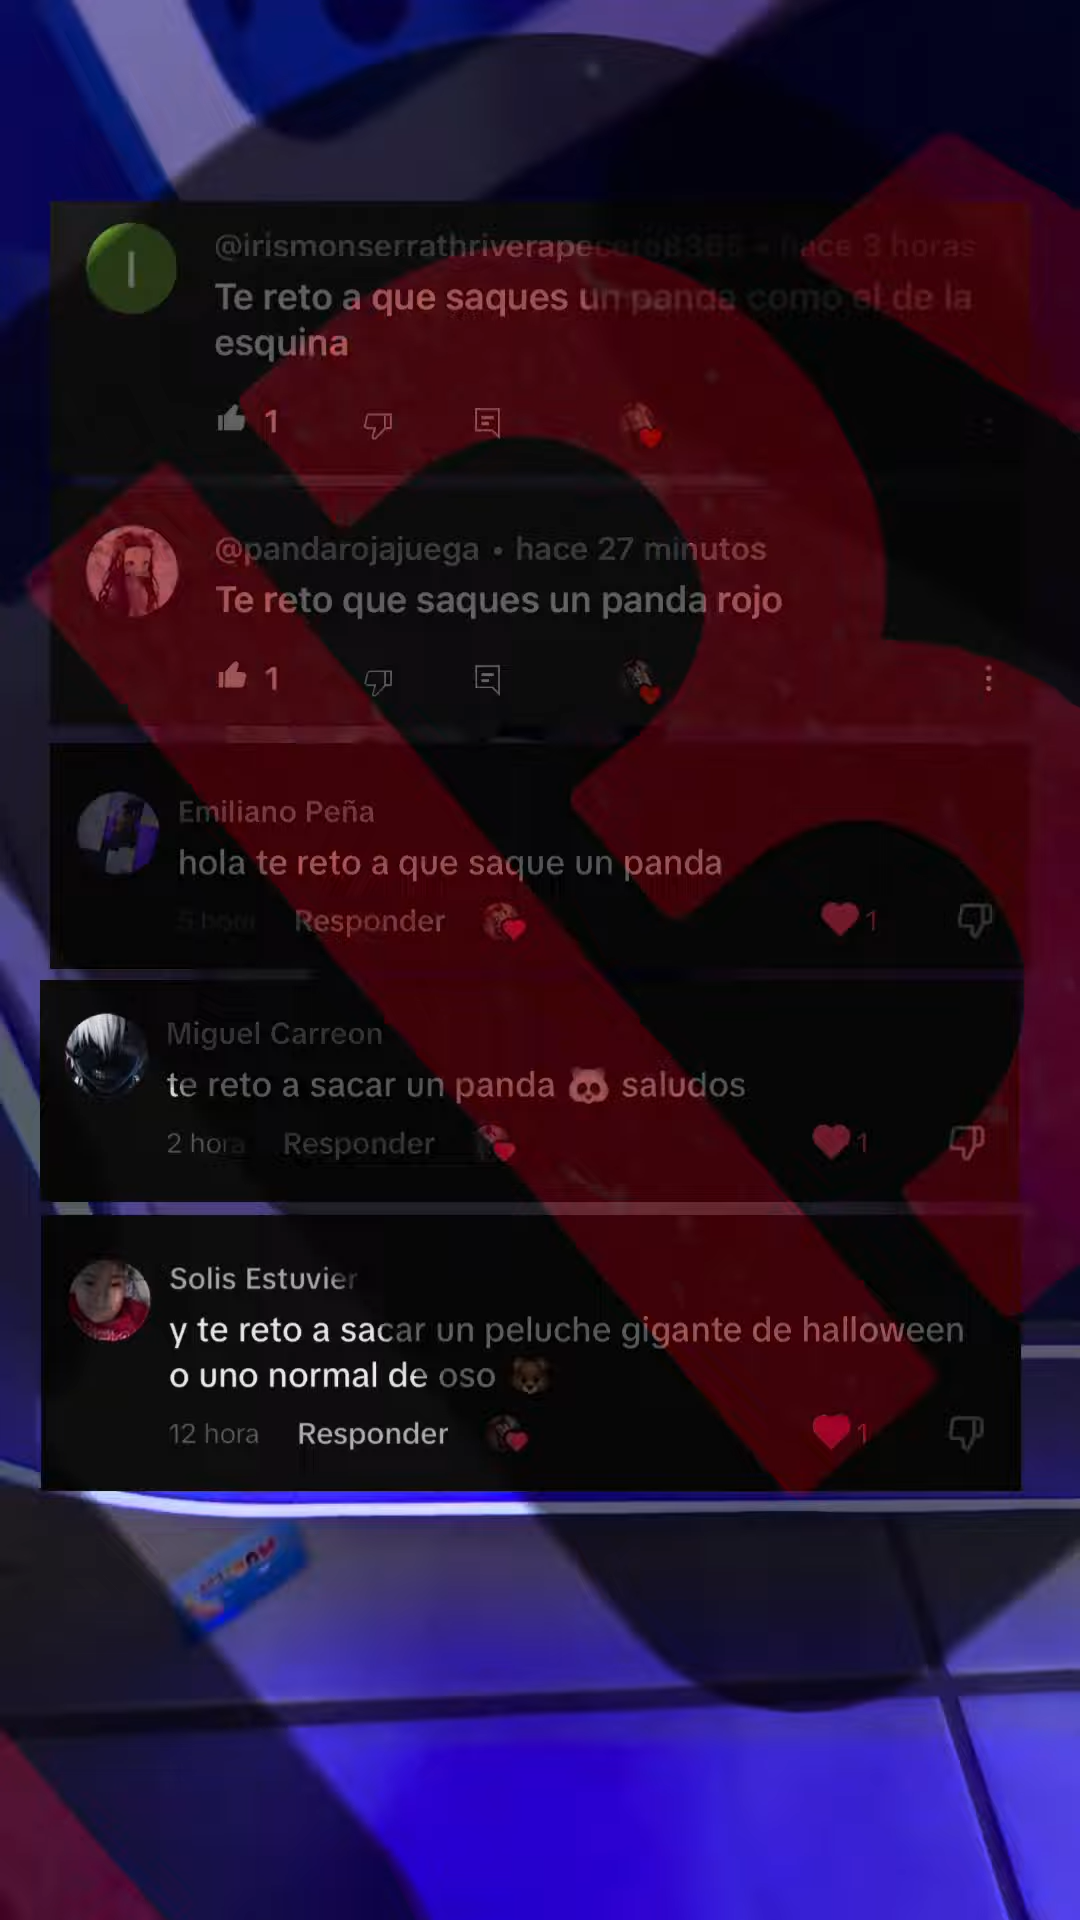 I
@irismonserrathriverapecero8365 • hace 3 horas
Te reto a que saques un panda como el de la
esquina
1
@pandarojajuega • hace 27 minutos
Te reto que saques un panda rojo
1
Emiliano Peña
hola te reto a que saque un panda
5 hora Responder 1
Miguel Carreon
te reto a sacar un panda 🐼 saludos
2 hora Responder 1
Solis Estuvier
y te reto a sacar un peluche gigante de halloween
o uno normal de oso 🐻
12 hora Responder 1